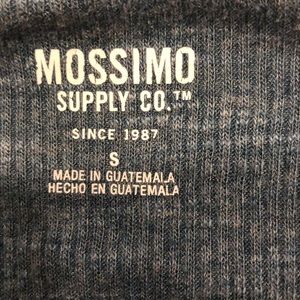 MOSSIMO
SUPPLY CO.™
SINCE 1987
S
MADE IN GUATEMALA
HECHO EN GUATEMALA